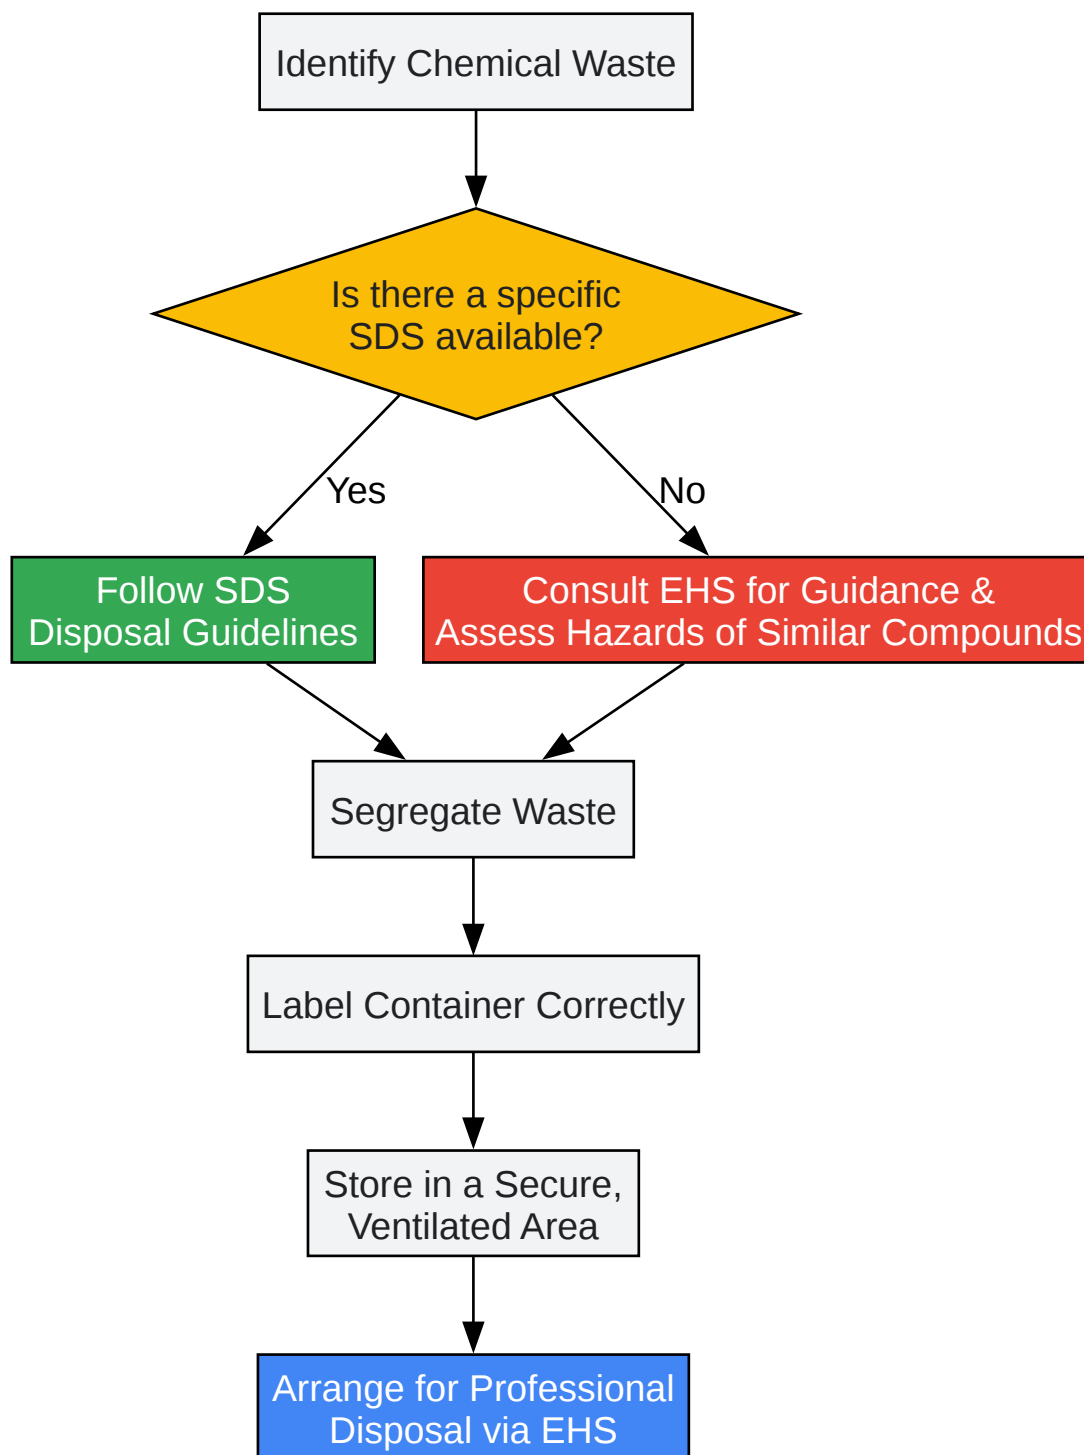 Identify Chemical Waste
Is there a specific
SDS available?
Yes
No
Follow SDS
Disposal Guidelines
Consult EHS for Guidance &
Assess Hazards of Similar Compounds
Segregate Waste
Label Container Correctly
Store in a Secure,
Ventilated Area
Arrange for Professional
Disposal via EHS